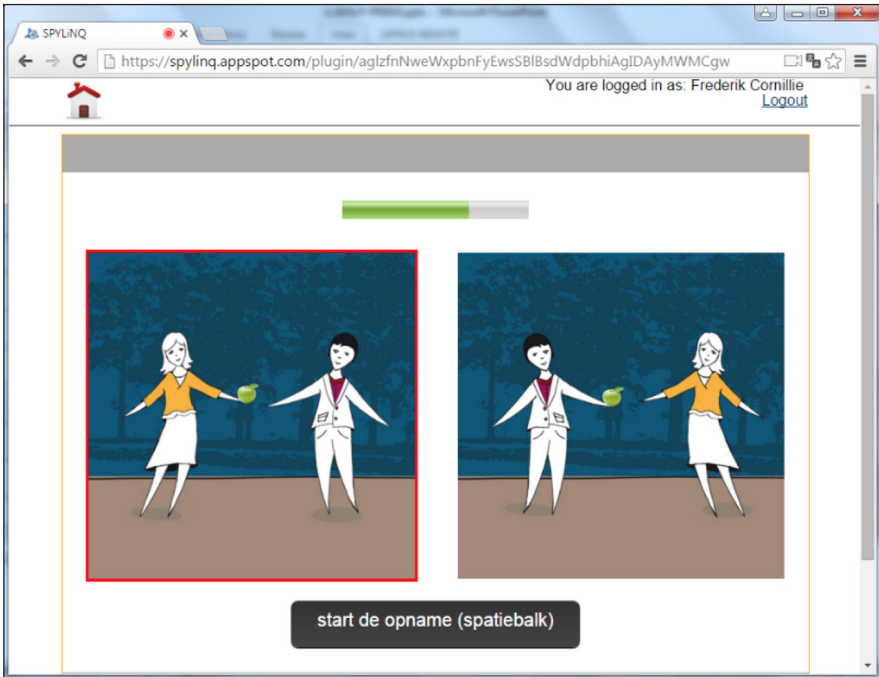 SPYLiNQ
https://spylinq.appspot.com/plugin/aglzfnNweWxpbnFyEwsSBlBsdWdpbhiAgIDAyMWMCgw
You are logged in as: Frederik Cornillie
Logout
start de opname (spatiebalk)